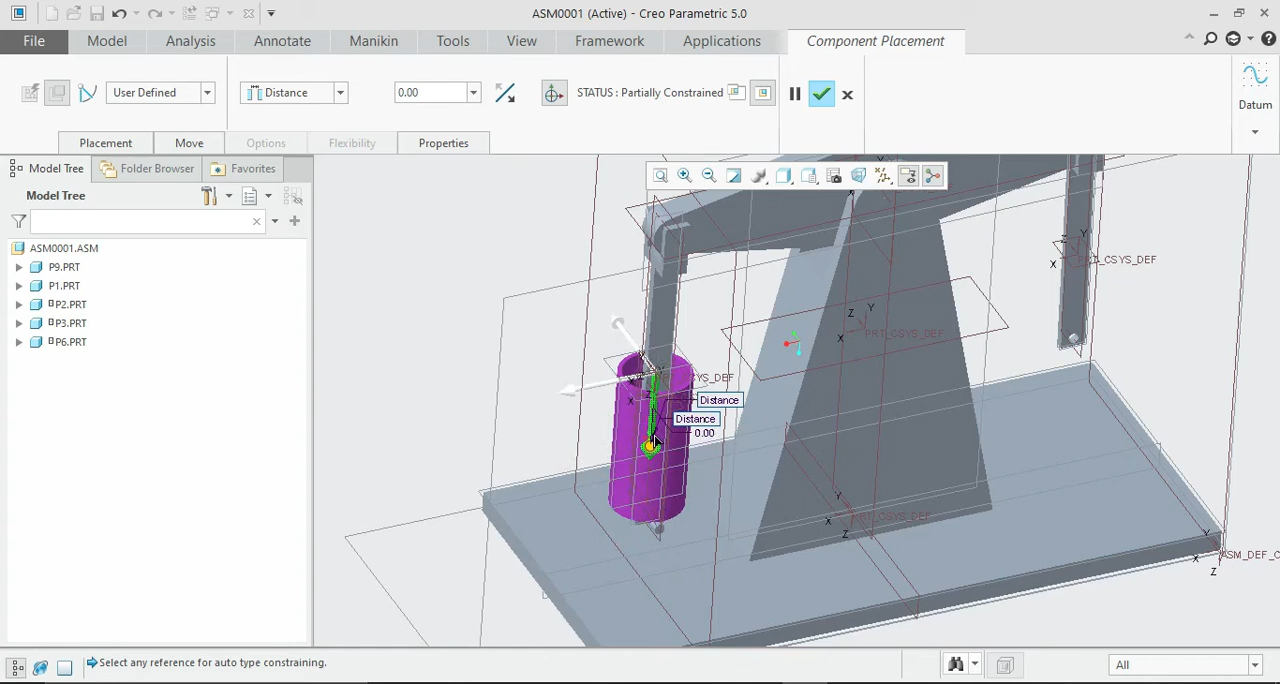 ASM0001 (Active) - Creo Parametric 5.0
File Model Analysis Annotate Manikin Tools View Framework Applications Component Placement
User Defined Distance 0.00 STATUS : Partially Constrained
Datum
Placement Move Options Flexibility Properties
Model Tree Folder Browser Favorites
Model Tree
ASM0001.ASM
P9.PRT
P1.PRT
P2.PRT
P3.PRT
P6.PRT
Z Y
X PRT_CSYS_DEF
Z Y
X PRT_CSYS_DEF
X Z
Distance
Distance
0.00
Y
X
Z
Y
X ASM_DEF_C
Z
Select any reference for auto type constraining.
All